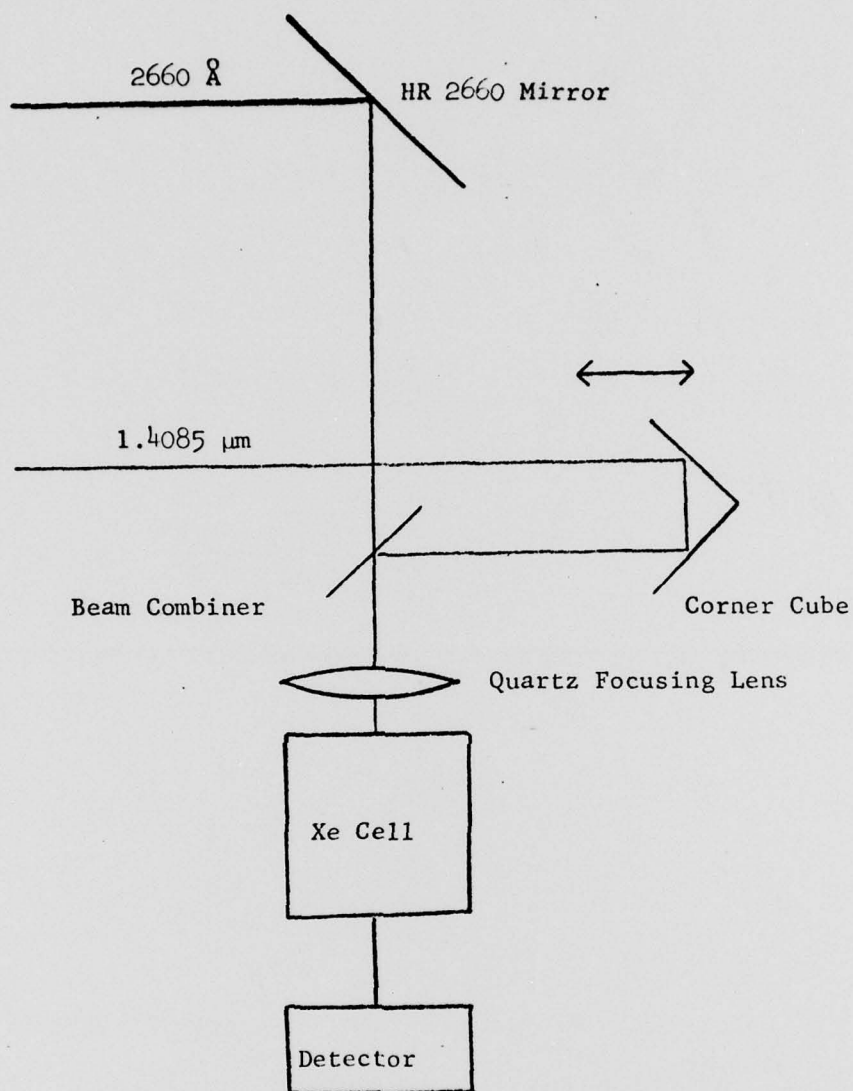 2660 Å
HR 2660 Mirror
1.4085 μm
Beam Combiner
Corner Cube
Quartz Focusing Lens
Xe Cell
Detector